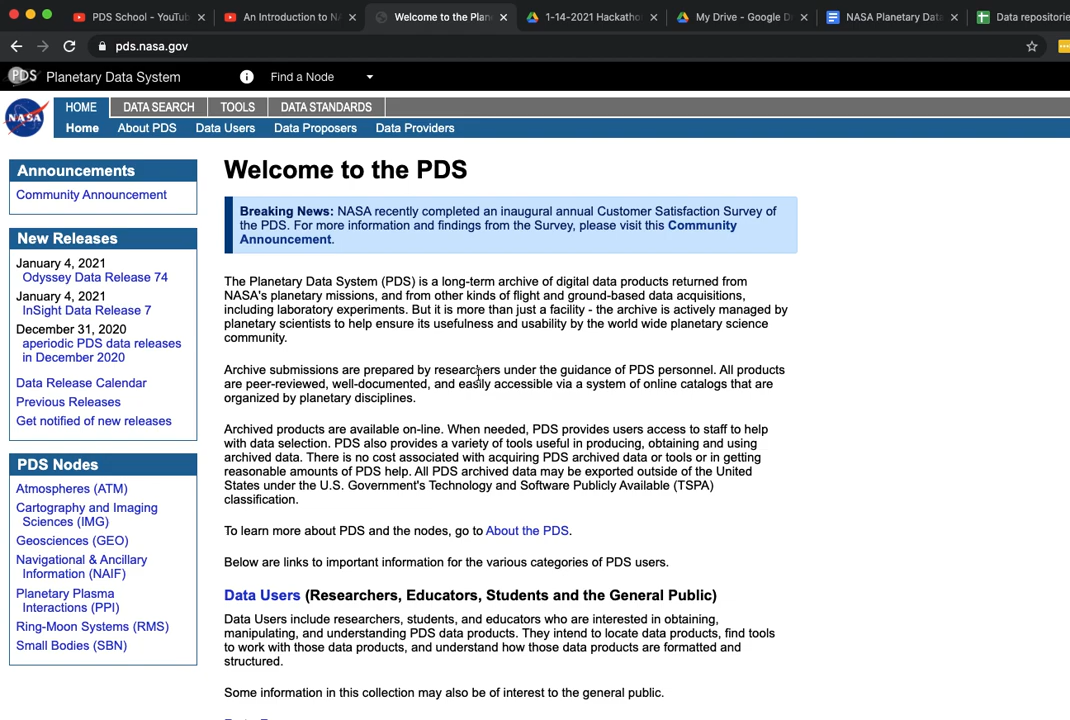 PDS School - YouTub
An Introduction to N
Welcome to the Plan
1-14-2021 Hackatho
My Drive - Google D
NASA Planetary Data
Data repositorie
pds.nasa.gov
PDS Planetary Data System
Find a Node
NASA
HOME DATA SEARCH TOOLS DATA STANDARDS
Home About PDS Data Users Data Proposers Data Providers
Announcements
Community Announcement
New Releases
January 4, 2021
Odyssey Data Release 74
January 4, 2021
InSight Data Release 7
December 31, 2020
aperiodic PDS data releases
in December 2020
Data Release Calendar
Previous Releases
Get notified of new releases
PDS Nodes
Atmospheres (ATM)
Cartography and Imaging
Sciences (IMG)
Geosciences (GEO)
Navigational & Ancillary
Information (NAIF)
Planetary Plasma
Interactions (PPI)
Ring-Moon Systems (RMS)
Small Bodies (SBN)
Welcome to the PDS
Breaking News: NASA recently completed an inaugural annual Customer Satisfaction Survey of
the PDS. For more information and findings from the Survey, please visit this Community
Announcement.
The Planetary Data System (PDS) is a long-term archive of digital data products returned from
NASA's planetary missions, and from other kinds of flight and ground-based data acquisitions,
including laboratory experiments. But it is more than just a facility - the archive is actively managed by
planetary scientists to help ensure its usefulness and usability by the world wide planetary science
community.
Archive submissions are prepared by researchers under the guidance of PDS personnel. All products
are peer-reviewed, well-documented, and easily accessible via a system of online catalogs that are
organized by planetary disciplines.
Archived products are available on-line. When needed, PDS provides users access to staff to help
with data selection. PDS also provides a variety of tools useful in producing, obtaining and using
archived data. There is no cost associated with acquiring PDS archived data or tools or in getting
reasonable amounts of PDS help. All PDS archived data may be exported outside of the United
States under the U.S. Government's Technology and Software Publicly Available (TSPA)
classification.
To learn more about PDS and the nodes, go to About the PDS.
Below are links to important information for the various categories of PDS users.
Data Users (Researchers, Educators, Students and the General Public)
Data Users include researchers, students, and educators who are interested in obtaining,
manipulating, and understanding PDS data products. They intend to locate data products, find tools
to work with those data products, and understand how those data products are formatted and
structured.
Some information in this collection may also be of interest to the general public.